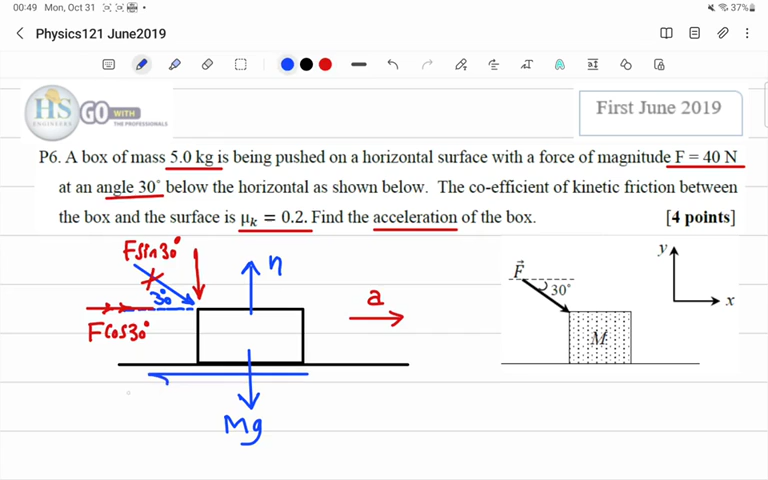 00:49 Mon, Oct 31
37%
Physics121 June2019
HS
ENGINEERS
GO WITH
THE PROFESSIONALS
First June 2019
P6. A box of mass 5.0 kg is being pushed on a horizontal surface with a force of magnitude F = 40 N
at an angle 30° below the horizontal as shown below. The co-efficient of kinetic friction between
the box and the surface is μk = 0.2. Find the acceleration of the box. [4 points]
Fsin30°
30°
Fcos30°
n
a
Mg
F
30°
M
y
x